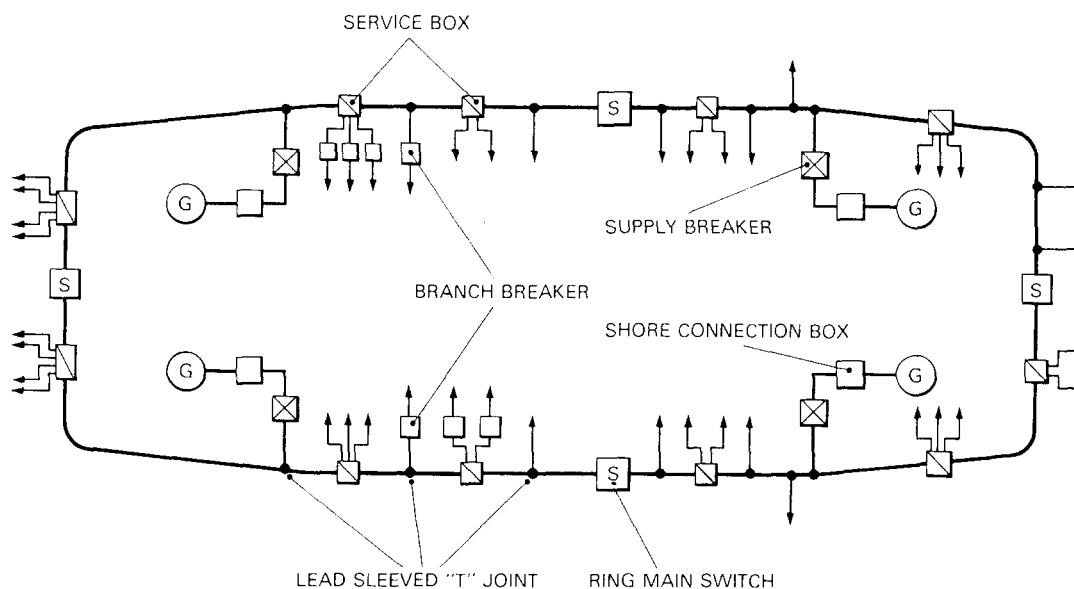 SERVICE BOX
S
G
G
SUPPLY BREAKER
S
BRANCH BREAKER
S
SHORE CONNECTION BOX
G
G
S
LEAD SLEEVED "T" JOINT
RING MAIN SWITCH